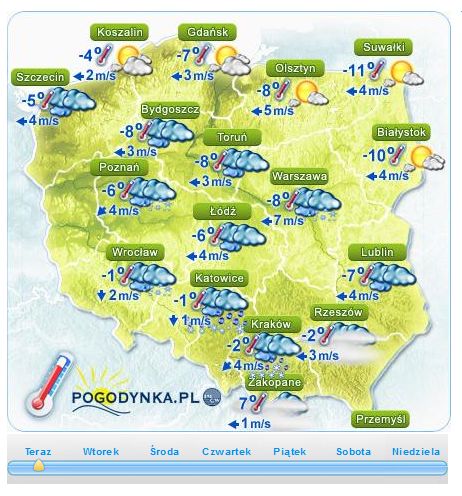 Koszalin
-4°
2 m/s
Gdańsk
-7°
3 m/s
Suwałki
-11°
4 m/s
Olsztyn
-8°
5 m/s
Szczecin
-5°
4 m/s
Bydgoszcz
-8°
3 m/s
Toruń
-8°
3 m/s
Białystok
-10°
4 m/s
Poznań
-6°
4 m/s
Warszawa
-8°
7 m/s
Łódź
-6°
4 m/s
Wrocław
-1°
2 m/s
Katowice
-1°
1 m/s
Lublin
-7°
4 m/s
Kraków
-2°
4 m/s
Rzeszów
-2°
3 m/s
Zakopane
7°
1 m/s
Przemyśl
POGODYNKA.PL
Teraz Wtorek Środa Czwartek Piątek Sobota Niedziela